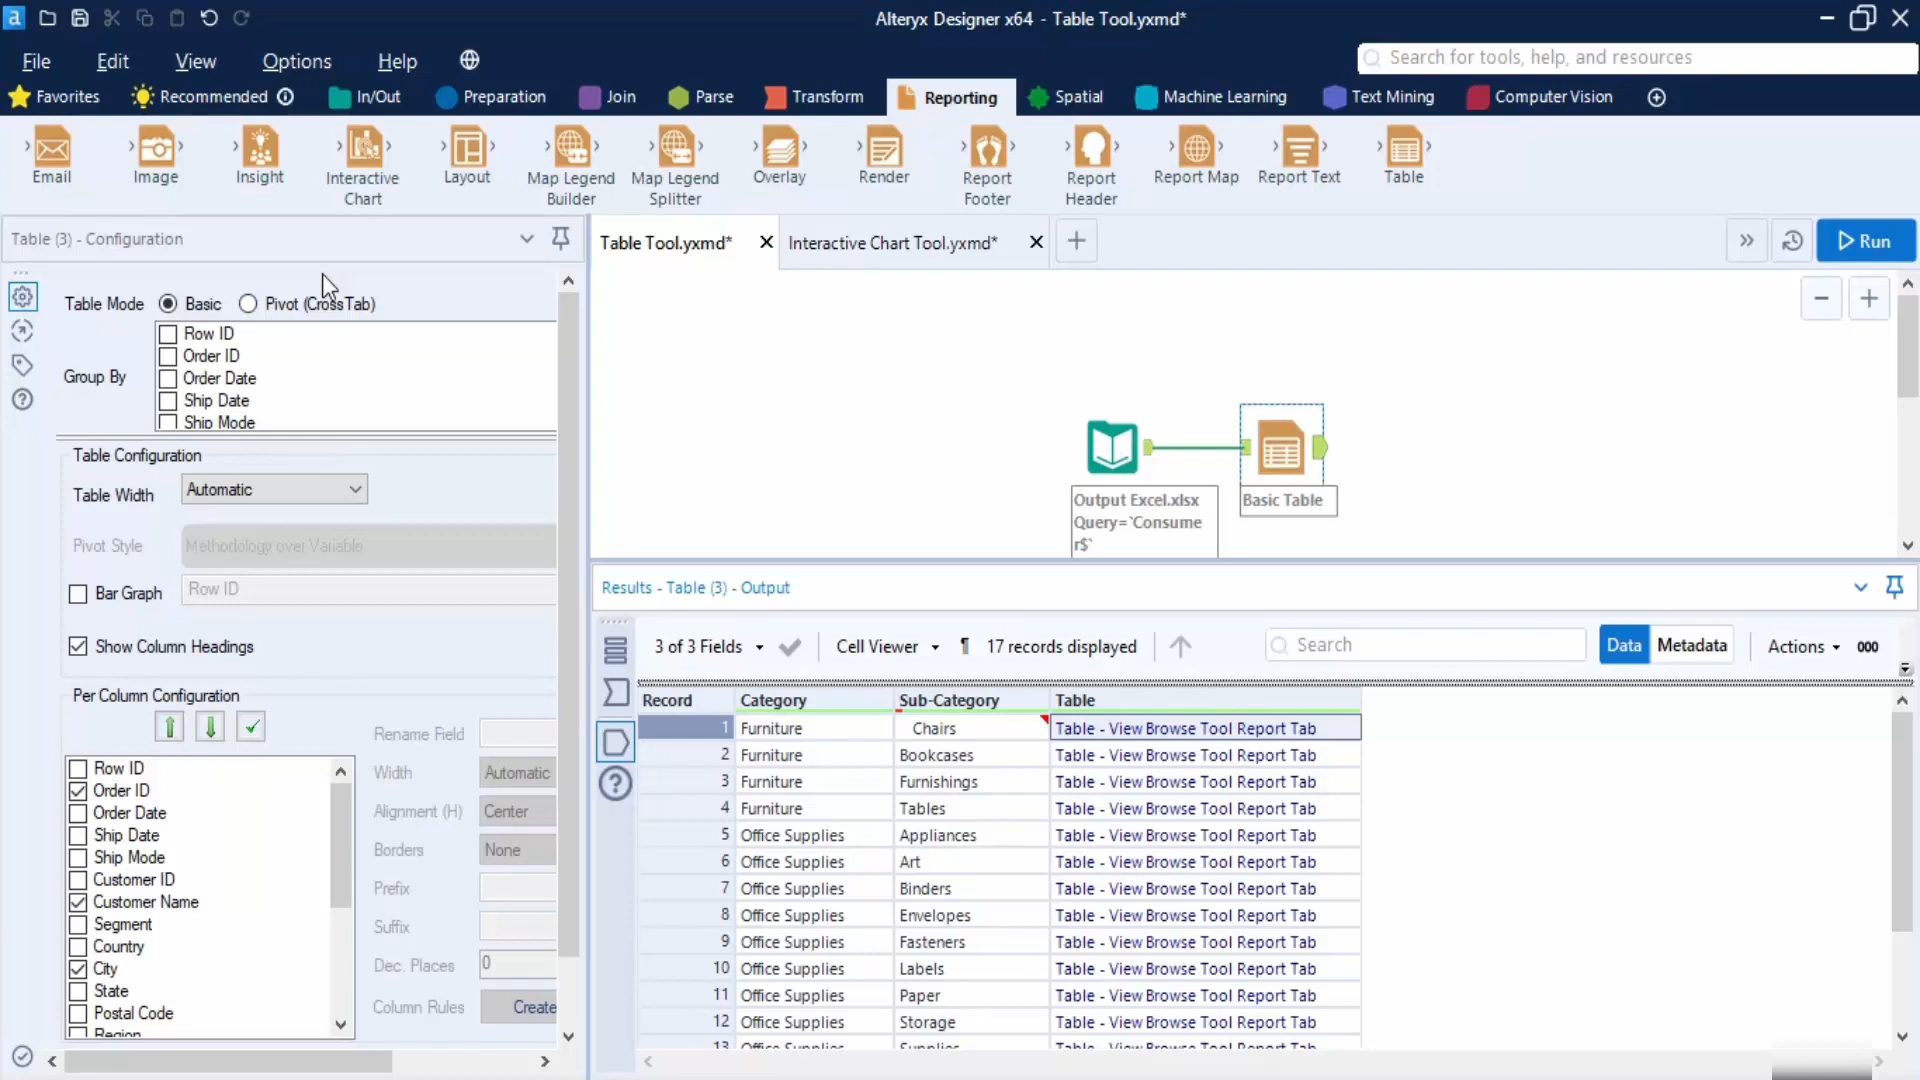 a
Alteryx Designer x64 - Table Tool.yxmd*
File Edit View Options Help
Search for tools, help, and resources
Favorites Recommended In/Out Preparation Join Parse Transform Reporting Spatial Machine Learning Text Mining Computer Vision
Email Image Insight Interactive Chart Layout Map Legend Builder Map Legend Splitter Overlay Render Report Footer Report Header Report Map Report Text Table
Table (3) - Configuration
Table Tool.yxmd*
Interactive Chart Tool.yxmd*
Run
Table Mode Basic Pivot (CrossTab)
Group By
Row ID
Order ID
Order Date
Ship Date
Ship Mode
Table Configuration
Table Width Automatic
Pivot Style Methodology over Variable
Bar Graph Row ID
Show Column Headings
Per Column Configuration
Row ID
Order ID
Order Date
Ship Date
Ship Mode
Customer ID
Customer Name
Segment
Country
City
State
Postal Code
Region
Rename Field
Width Automatic
Alignment (H) Center
Borders None
Prefix
Suffix
Dec. Places 0
Column Rules Create
Output Excel.xlsx
Query=`Consume
r$`
Basic Table
Results - Table (3) - Output
3 of 3 Fields Cell Viewer 17 records displayed Search Data Metadata Actions 000
Record Category Sub-Category Table
1 Furniture Chairs Table - View Browse Tool Report Tab
2 Furniture Bookcases Table - View Browse Tool Report Tab
3 Furniture Furnishings Table - View Browse Tool Report Tab
4 Furniture Tables Table - View Browse Tool Report Tab
5 Office Supplies Appliances Table - View Browse Tool Report Tab
6 Office Supplies Art Table - View Browse Tool Report Tab
7 Office Supplies Binders Table - View Browse Tool Report Tab
8 Office Supplies Envelopes Table - View Browse Tool Report Tab
9 Office Supplies Fasteners Table - View Browse Tool Report Tab
10 Office Supplies Labels Table - View Browse Tool Report Tab
11 Office Supplies Paper Table - View Browse Tool Report Tab
12 Office Supplies Storage Table - View Browse Tool Report Tab
13 Office Supplies Supplies Table - View Browse Tool Report Tab